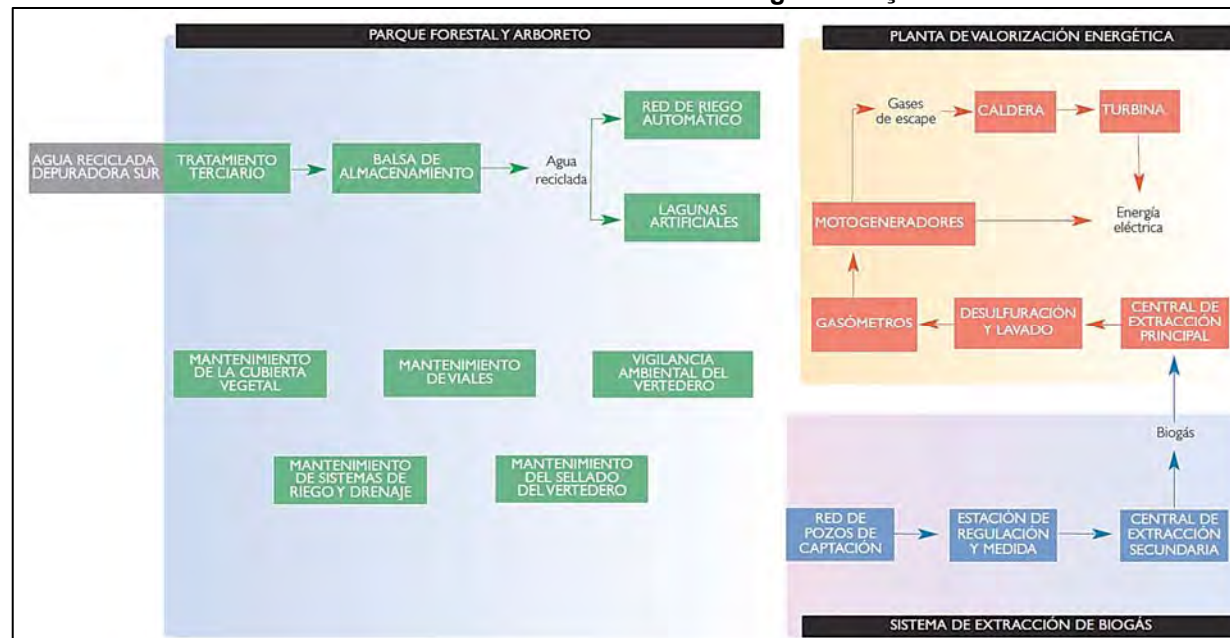 PARQUE FORESTAL Y ARBORETO
RED DE RIEGO
AUTOMÁTICO
AGUA RECICLADA
DEPURADORA SUR
TRATAMIENTO
TERCIARIO
BALSA DE
ALMACENAMIENTO
Agua
reciclada
LAGUNAS
ARTIFICIALES
MANTENIMIENTO
DE LA CUBIERTA
VEGETAL
MANTENIMIENTO
DE VIALES
VIGILANCIA
AMBIENTAL DEL
VERTEDERO
MANTENIMIENTO
DE SISTEMAS DE
RIEGO Y DRENAJE
MANTENIMIENTO
DEL SELLADO
DEL VERTEDERO
PLANTA DE VALORIZACIÓN ENERGÉTICA
Gases
de escape
CALDERA
TURBINA
MOTOGENERADORES
Energía
eléctrica
GASÓMETROS
DESULFURACIÓN
Y LAVADO
CENTRAL DE
EXTRACCIÓN
PRINCIPAL
Biogás
RED DE
POZOS DE
CAPTACIÓN
ESTACIÓN DE
REGULACIÓN
Y MEDIDA
CENTRAL DE
EXTRACCIÓN
SECUNDARIA
SISTEMA DE EXTRACCIÓN DE BIOGÁS